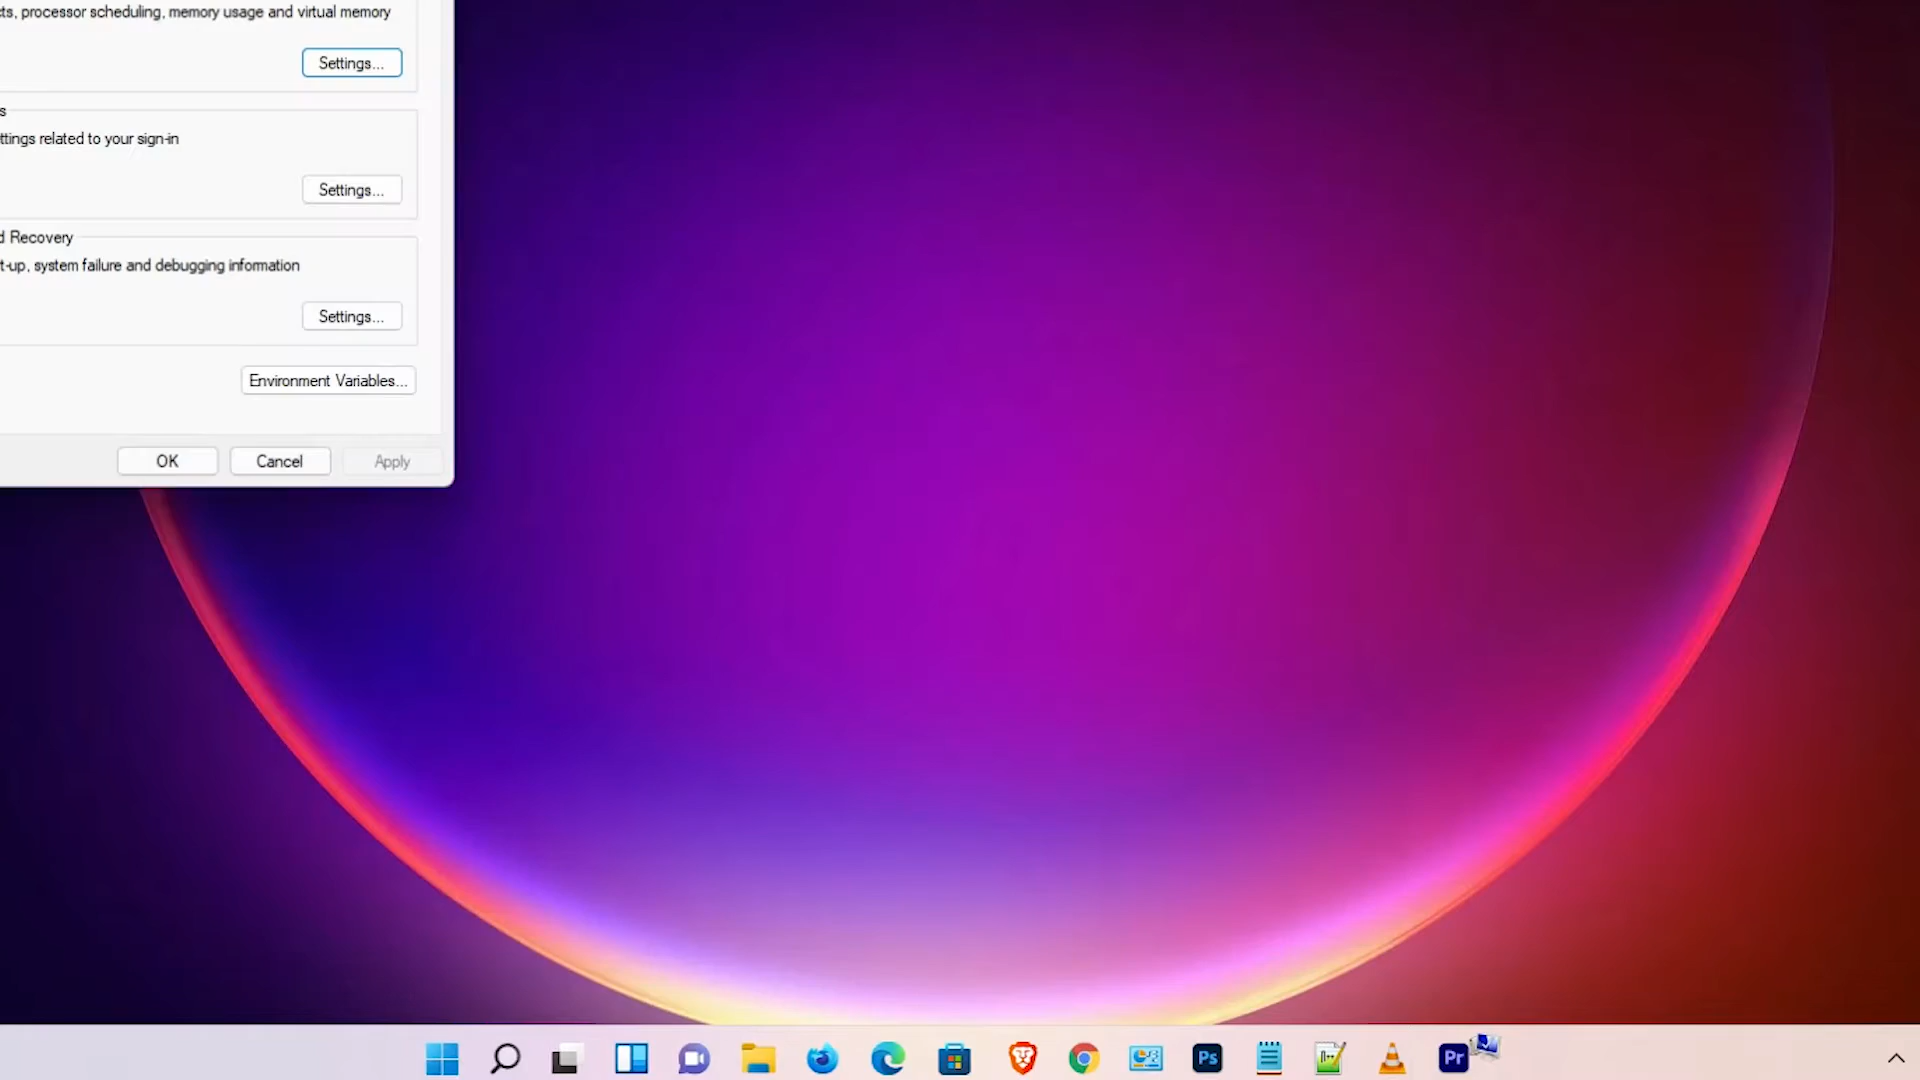 ts, processor scheduling, memory usage and virtual memory
Settings...
s
ttings related to your sign-in
Settings...
d Recovery
t-up, system failure and debugging information
Settings...
Environment Variables...
OK
Cancel
Apply
Ps
Pr